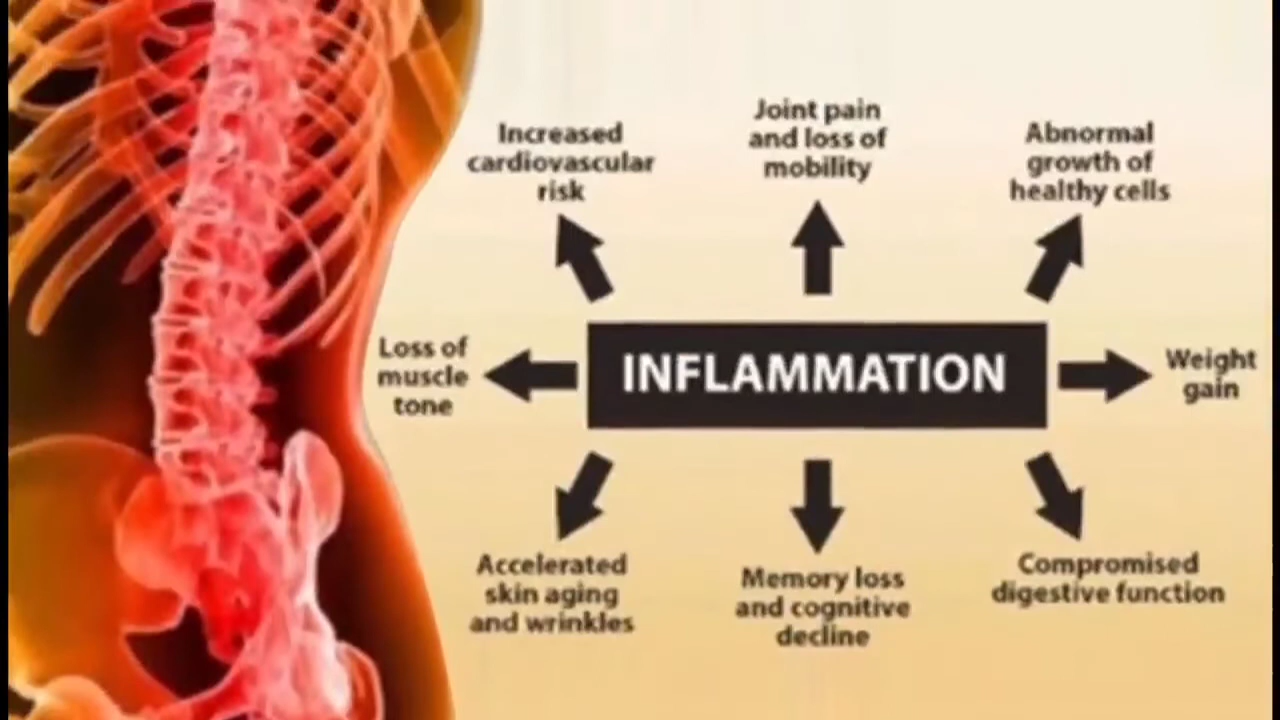 Increased
cardiovascular
risk
Joint pain
and loss of
mobility
Abnormal
growth of
healthy cells
Loss of
muscle
tone
INFLAMMATION
Weight
gain
Accelerated
skin aging
and wrinkles
Memory loss
and cognitive
decline
Compromised
digestive function